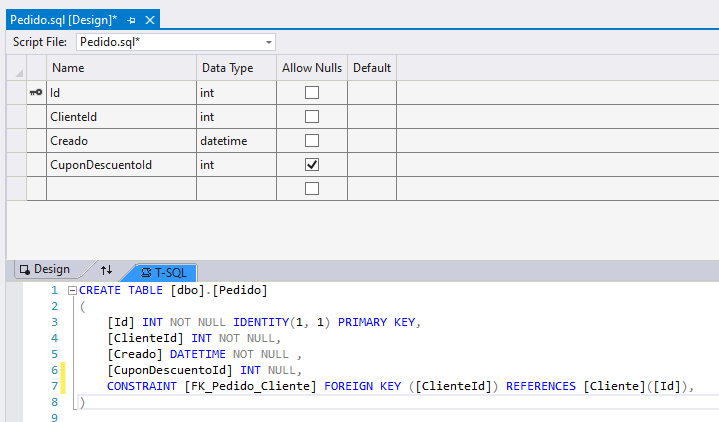 Pedido.sql [Design]*
Script File: Pedido.sql*
Name Data Type Allow Nulls Default
Id int
ClienteId int
Creado datetime
CuponDescuentoId int
Design T-SQL
1 CREATE TABLE [dbo].[Pedido]
2 (
3 [Id] INT NOT NULL IDENTITY(1, 1) PRIMARY KEY,
4 [ClienteId] INT NOT NULL,
5 [Creado] DATETIME NOT NULL ,
6 [CuponDescuentoId] INT NULL,
7 CONSTRAINT [FK_Pedido_Cliente] FOREIGN KEY ([ClienteId]) REFERENCES [Cliente]([Id]),
8 )
9